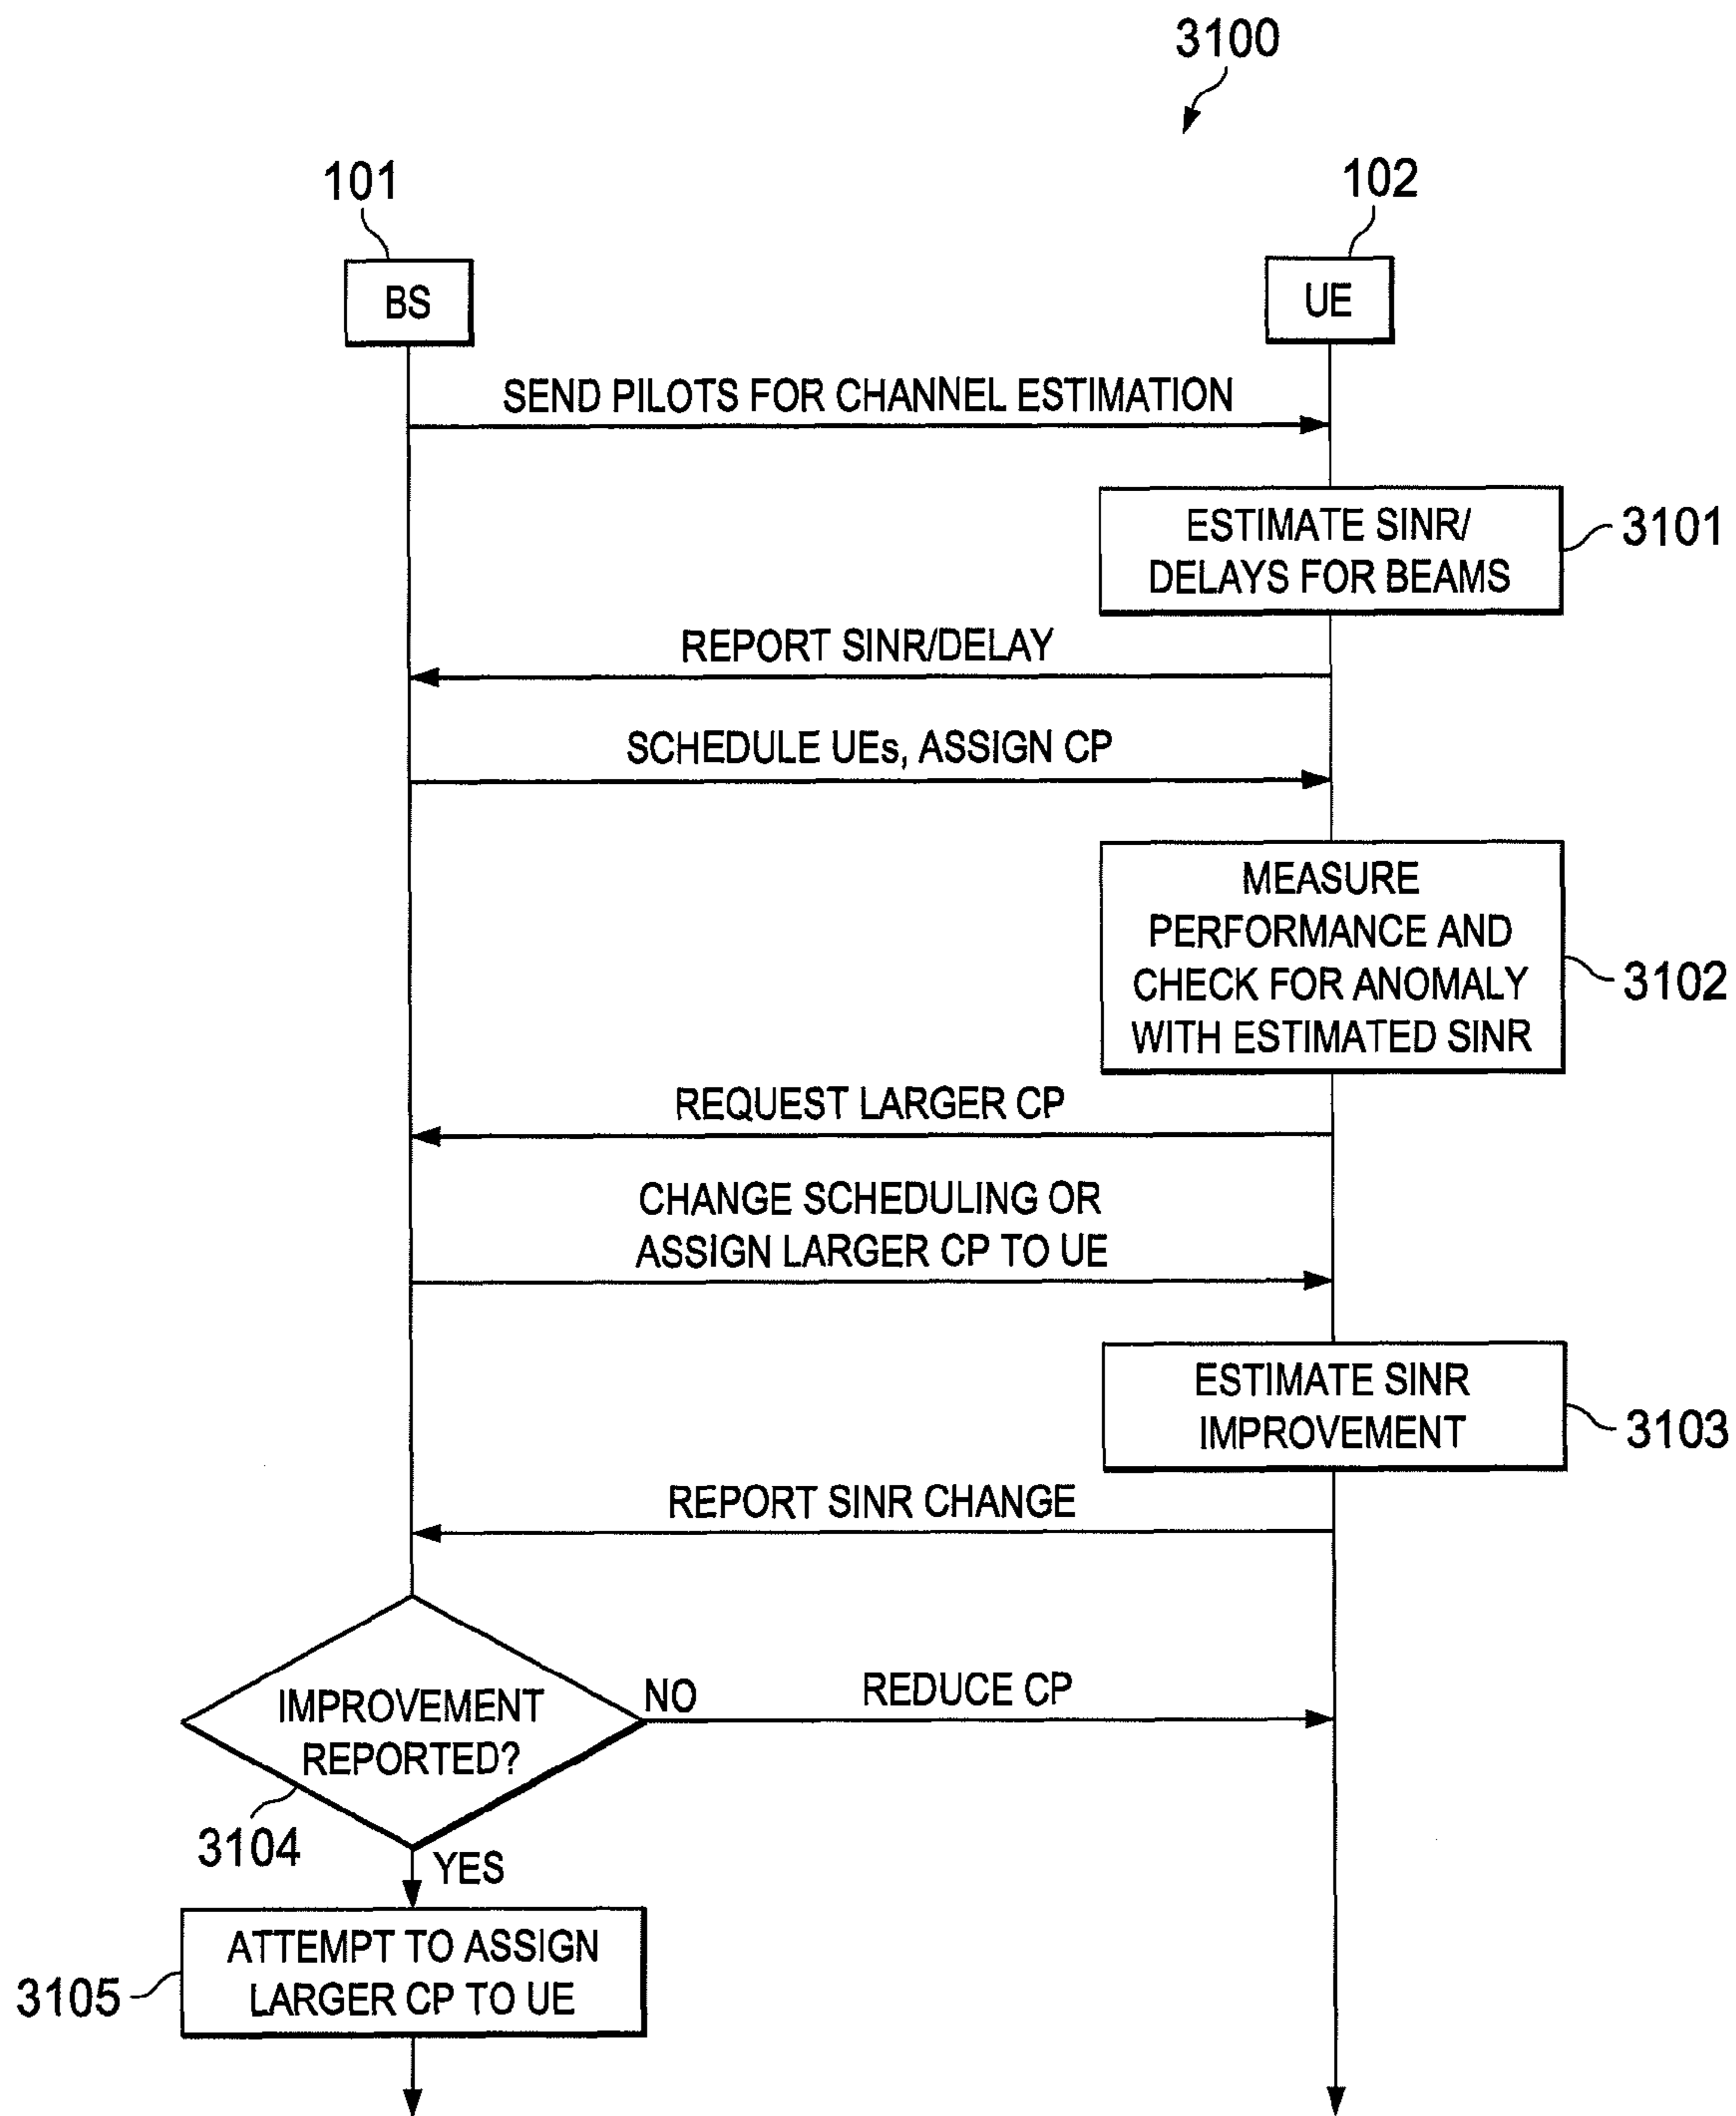 3100
101
102
BS
UE
SEND PILOTS FOR CHANNEL ESTIMATION
ESTIMATE SINR/
DELAYS FOR BEAMS
3101
REPORT SINR/DELAY
SCHEDULE UEs, ASSIGN CP
MEASURE
PERFORMANCE AND
CHECK FOR ANOMALY
WITH ESTIMATED SINR
3102
REQUEST LARGER CP
CHANGE SCHEDULING OR
ASSIGN LARGER CP TO UE
ESTIMATE SINR
IMPROVEMENT
3103
REPORT SINR CHANGE
IMPROVEMENT
REPORTED?
NO
REDUCE CP
3104
YES
ATTEMPT TO ASSIGN
LARGER CP TO UE
3105